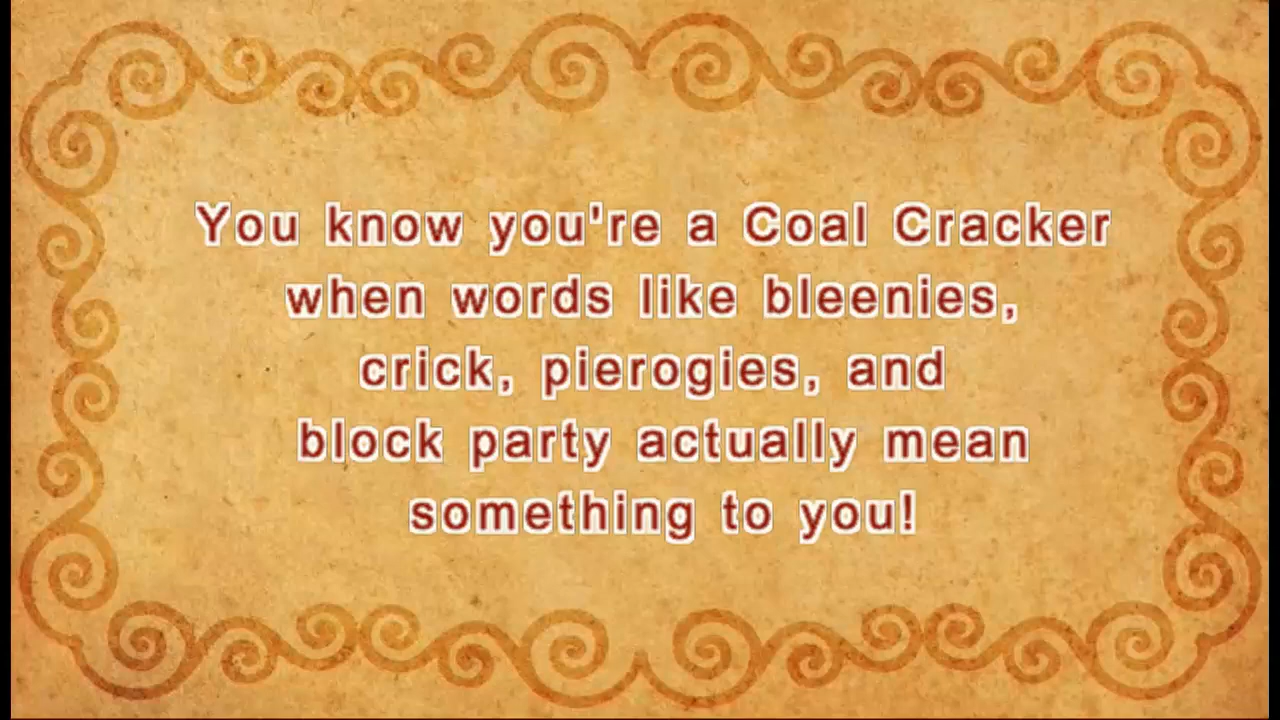 You know you're a Coal Cracker
when words like bleenies,
crick, pierogies, and
block party actually mean
something to you!